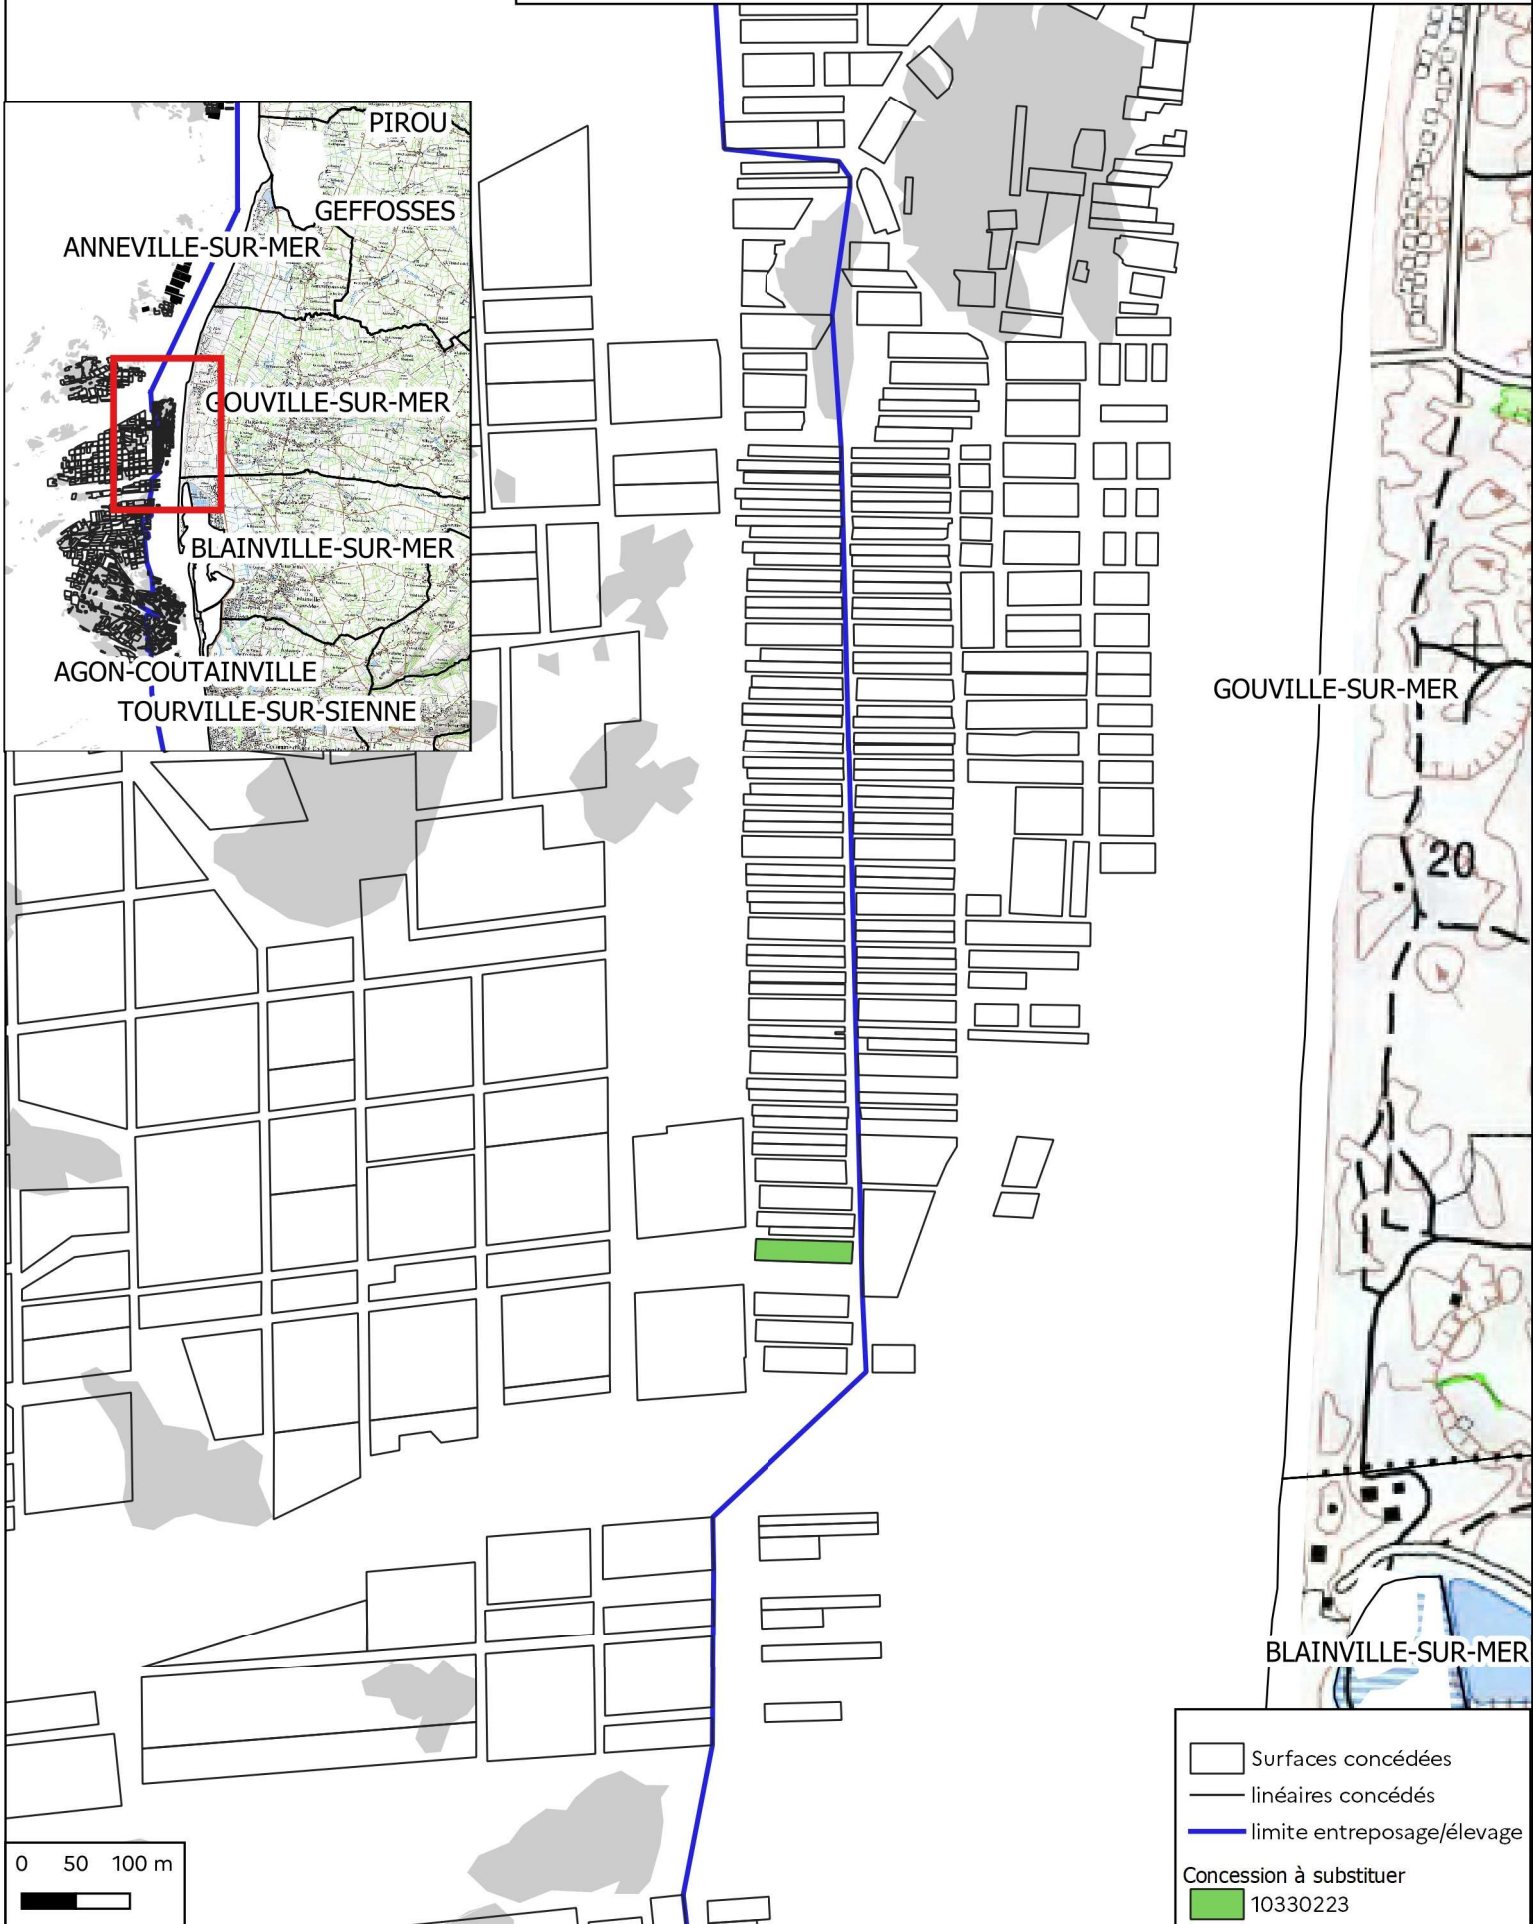 PIROU
GEFFOSSES
ANNEVILLE-SUR-MER
GOUVILLE-SUR-MER
BLAINVILLE-SUR-MER
AGON-COUTAINVILLE
TOURVILLE-SUR-SIENNE
GOUVILLE-SUR-MER
20
BLAINVILLE-SUR-MER
Surfaces concédées
linéaires concédés
limite entreposage/élevage
Concession à substituer
10330223
0 50 100 m